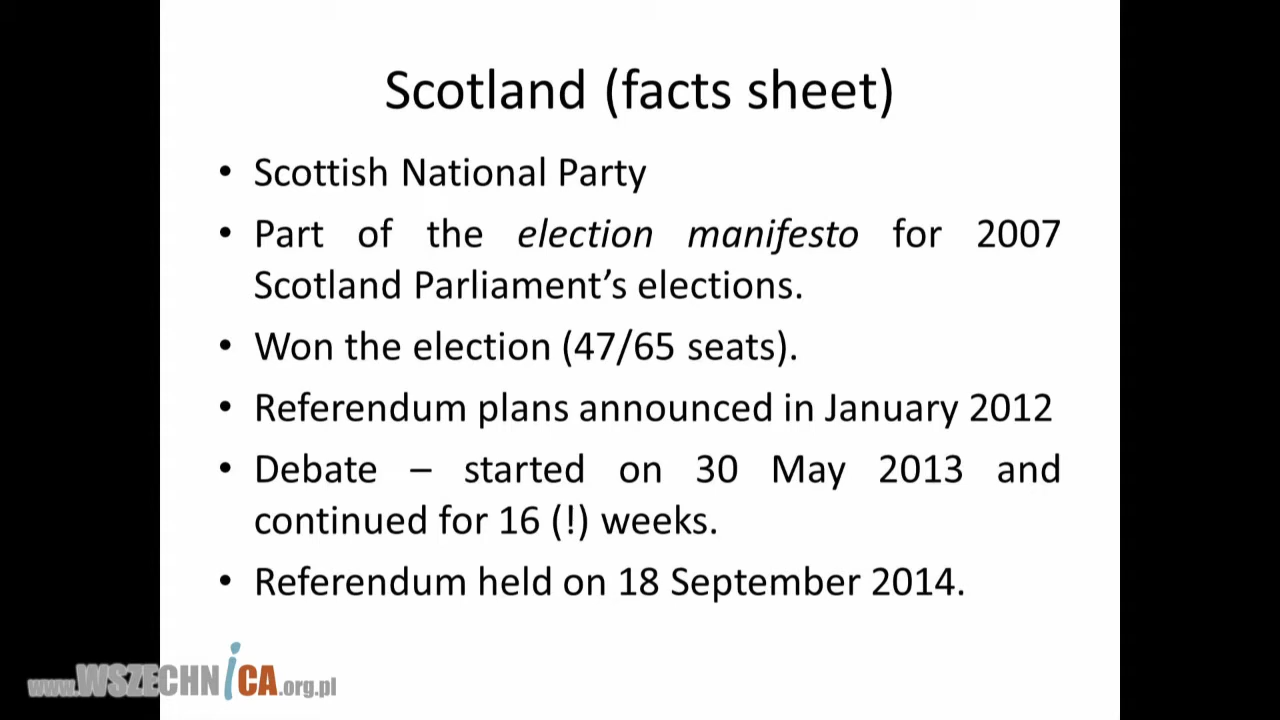 Scotland (facts sheet)
• Scottish National Party
• Part of the election manifesto for 2007
Scotland Parliament’s elections.
• Won the election (47/65 seats).
• Referendum plans announced in January 2012
• Debate – started on 30 May 2013 and
continued for 16 (!) weeks.
• Referendum held on 18 September 2014.
www.WSZECHNiCA.org.pl